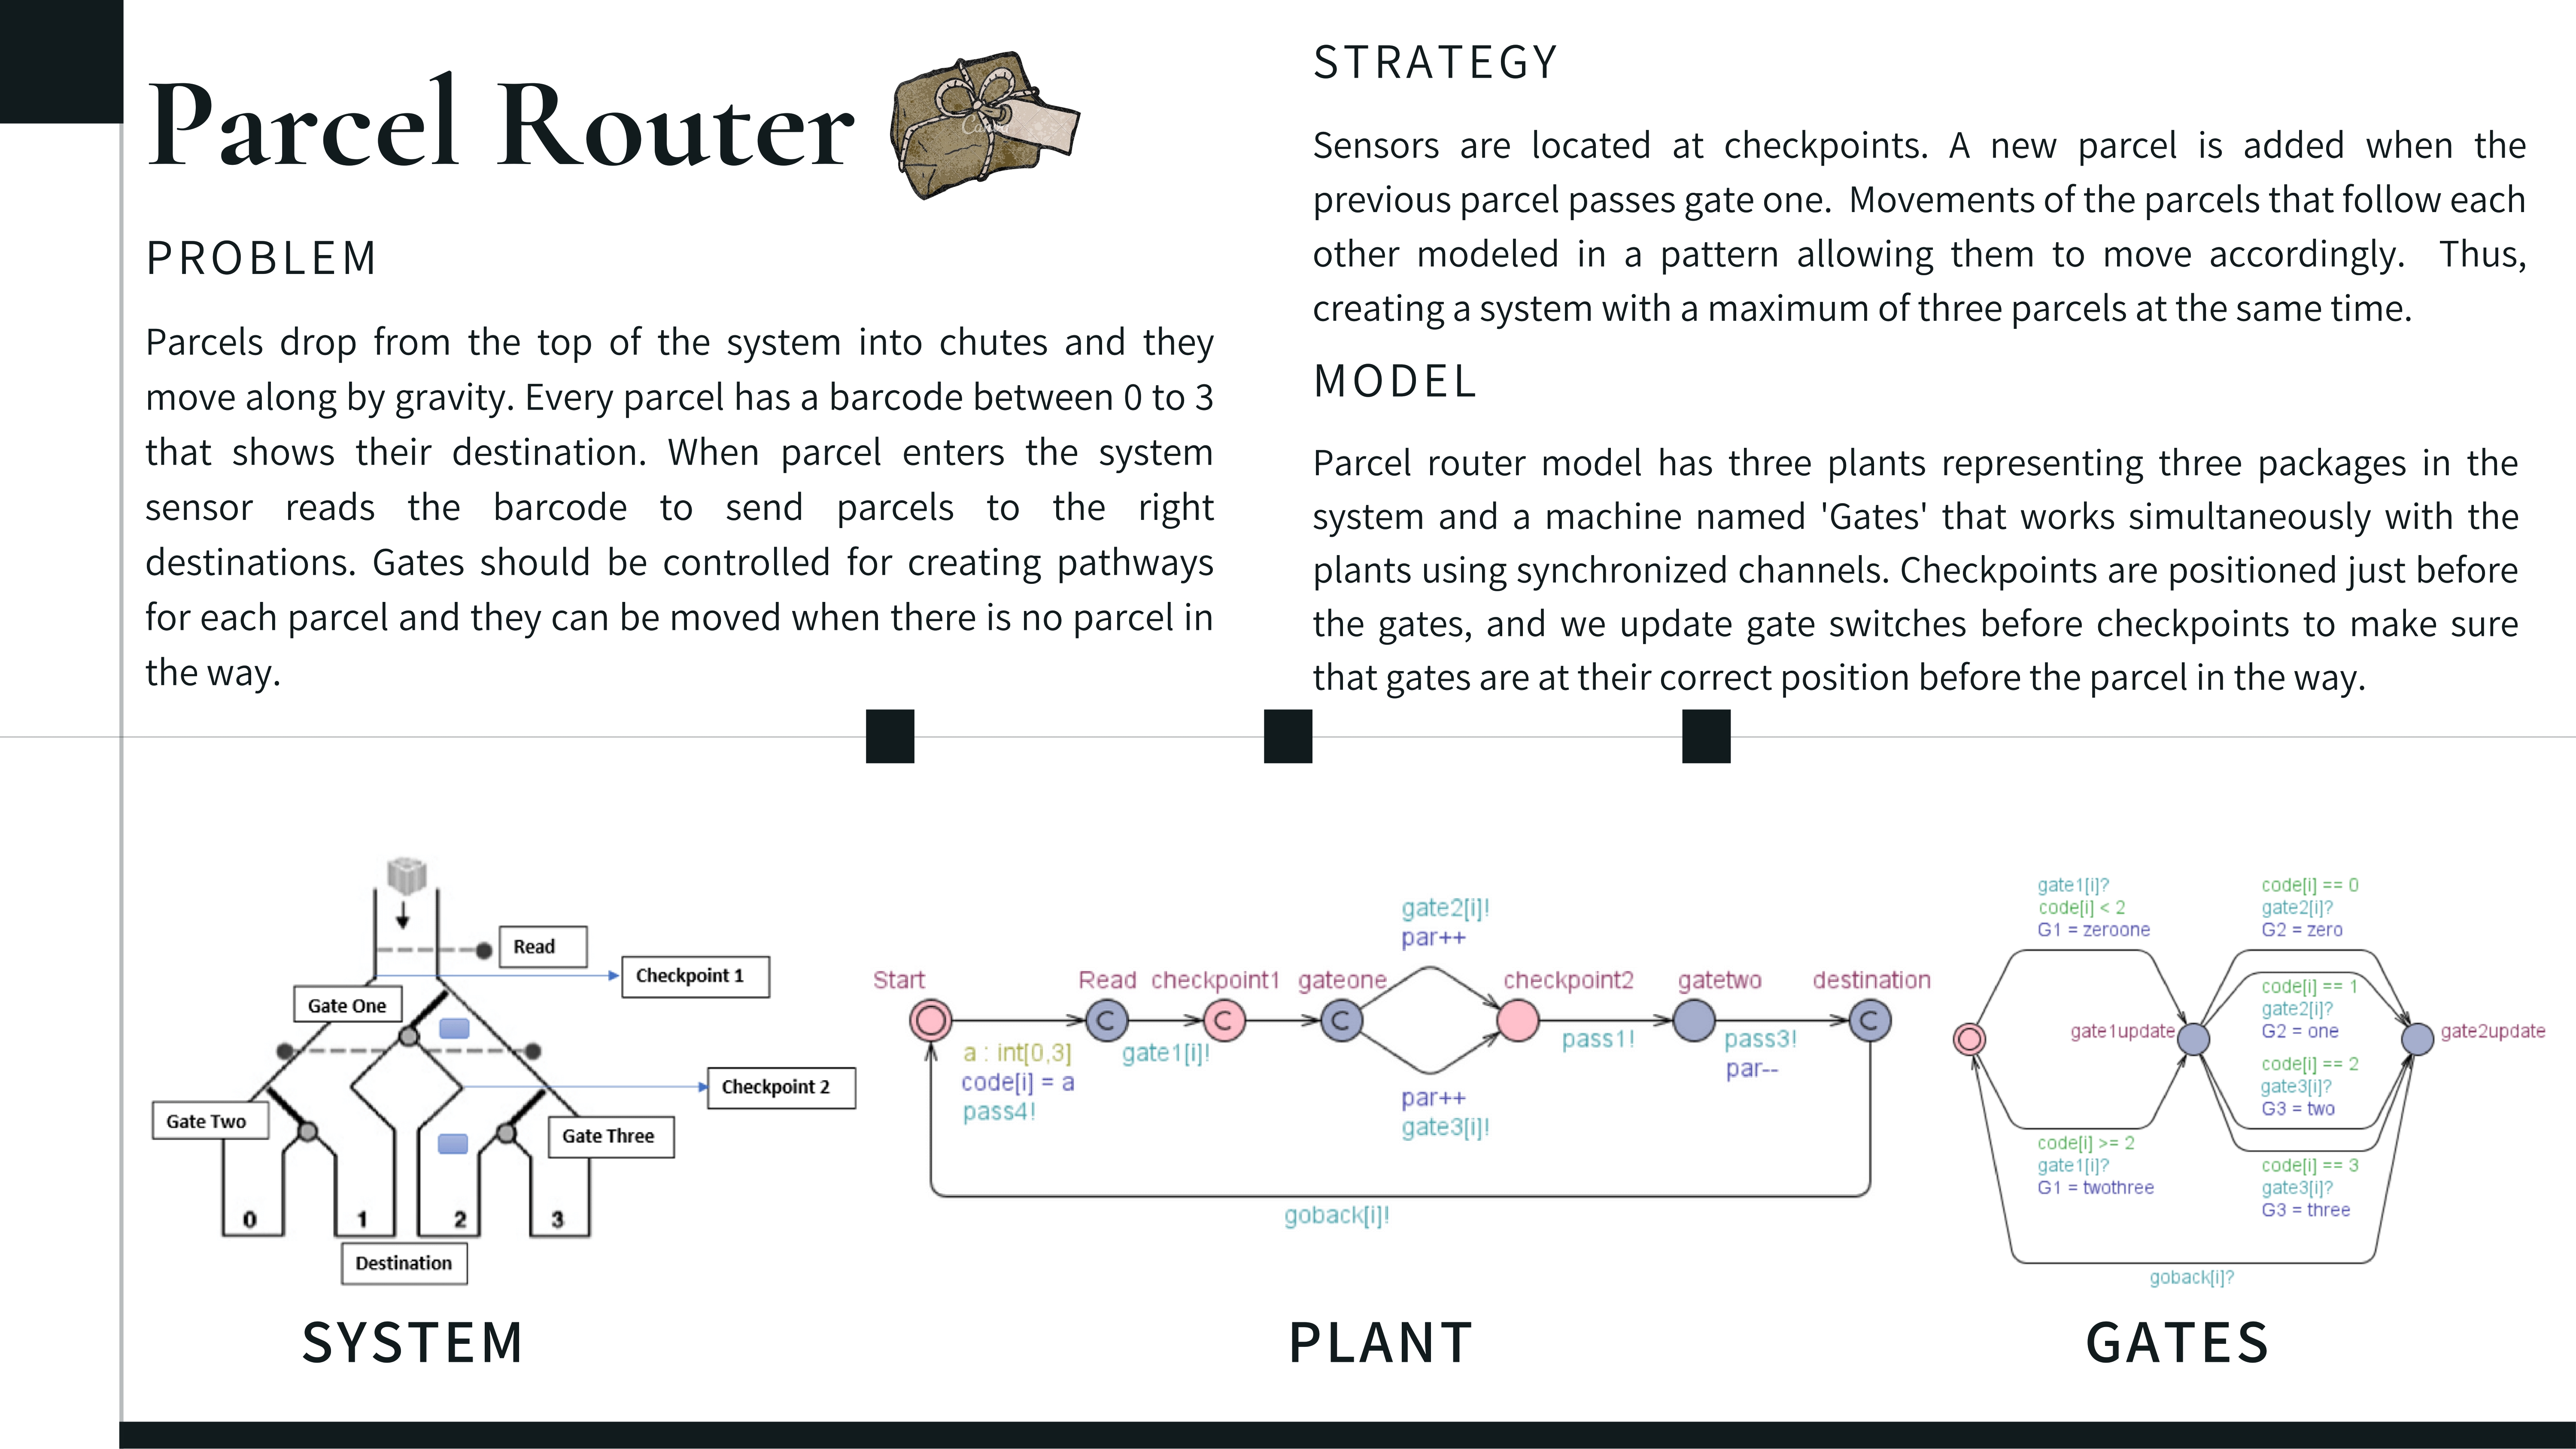 Parcel Router
PROBLEM
Parcels drop from the top of the system into chutes and they
move along by gravity. Every parcel has a barcode between 0 to 3
that shows their destination. When parcel enters the system
sensor reads the barcode to send parcels to the right
destinations. Gates should be controlled for creating pathways
for each parcel and they can be moved when there is no parcel in
the way.
STRATEGY
Sensors are located at checkpoints. A new parcel is added when the
previous parcel passes gate one. Movements of the parcels that follow each
other modeled in a pattern allowing them to move accordingly. Thus,
creating a system with a maximum of three parcels at the same time.
MODEL
Parcel router model has three plants representing three packages in the
system and a machine named 'Gates' that works simultaneously with the
plants using synchronized channels. Checkpoints are positioned just before
the gates, and we update gate switches before checkpoints to make sure
that gates are at their correct position before the parcel in the way.
Read
Checkpoint 1
Gate One
Checkpoint 2
Gate Two
Gate Three
0
1
2
3
Destination
SYSTEM
gate2[i]!
par++
Start
Read
checkpoint1
gateone
checkpoint2
gatetwo
destination
C
C
C
C
a : int[0,3]
code[i] = a
pass4!
gate1[i]!
pass1!
pass3!
par--
par++
gate3[i]!
goback[i]!
PLANT
gate1[i]?
code[i] < 2
G1 = zeroone
code[i] == 0
gate2[i]?
G2 = zero
code[i] == 1
gate2[i]?
G2 = one
gate1update
gate2update
code[i] == 2
gate3[i]?
G3 = two
code[i] >= 2
gate1[i]?
G1 = twothree
code[i] == 3
gate3[i]?
G3 = three
goback[i]?
GATES